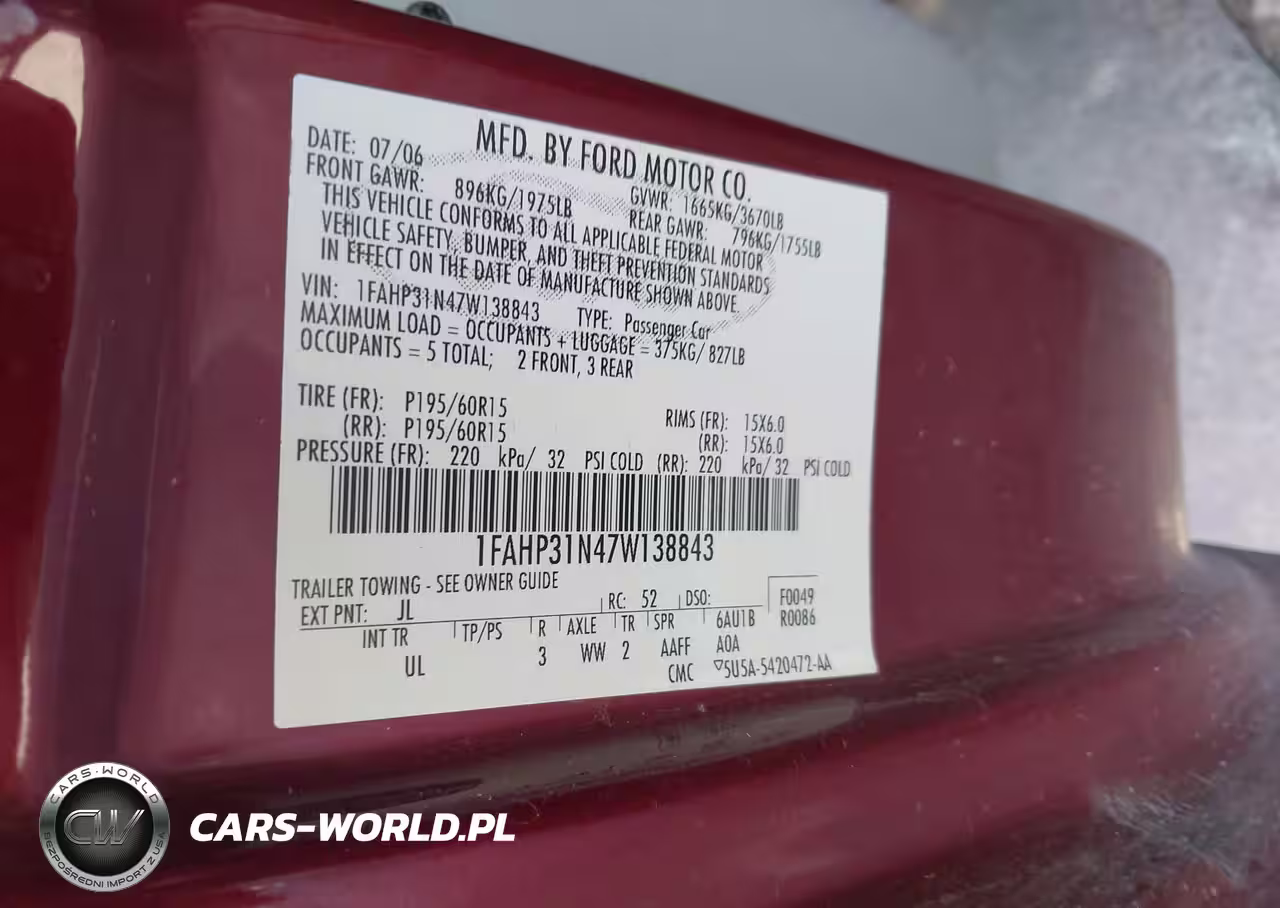 MFD. BY FORD MOTOR CO.
DATE: 07/06
GVWR: 1665KG/3670LB
FRONT GAWR: 896KG/1975LB
REAR GAWR: 796KG/1755LB
THIS VEHICLE CONFORMS TO ALL APPLICABLE FEDERAL MOTOR
VEHICLE SAFETY, BUMPER, AND THEFT PREVENTION STANDARDS
IN EFFECT ON THE DATE OF MANUFACTURE SHOWN ABOVE.
VIN: 1FAHP31N47W138843 TYPE: Passenger Car
MAXIMUM LOAD = OCCUPANTS + LUGGAGE = 375KG/ 827LB
OCCUPANTS = 5 TOTAL; 2 FRONT, 3 REAR
TIRE (FR): P195/60R15 RIMS (FR): 15X6.0
(RR): P195/60R15 (RR): 15X6.0
PRESSURE (FR): 220 kPa/ 32 PSI COLD (RR): 220 kPa/ 32 PSI COLD
1FAHP31N47W138843
TRAILER TOWING - SEE OWNER GUIDE
EXT PNT: JL RC: 52 DSO: F0049
INT TR TP/PS R AXLE TR SPR 6AU1B R0086
UL 3 WW 2 AAFF A0A
CMC ▽5U5A-5420472-AA
CARS-WORLD
CW
BEZPOŚREDNI IMPORT Z USA
CARS-WORLD.PL